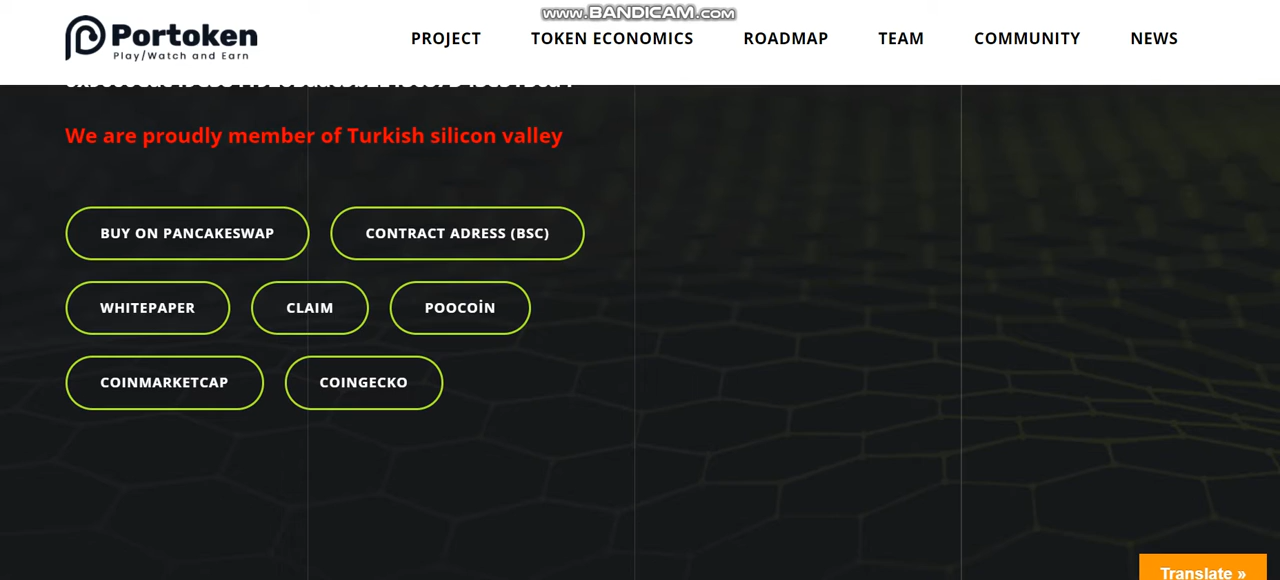 www.BANDICAM.com
Portoken
Play/Watch and Earn
PROJECT TOKEN ECONOMICS ROADMAP TEAM COMMUNITY NEWS
We are proudly member of Turkish silicon valley
BUY ON PANCAKESWAP CONTRACT ADRESS (BSC)
WHITEPAPER CLAIM POOCOİN
COINMARKETCAP COINGECKO
Translate »